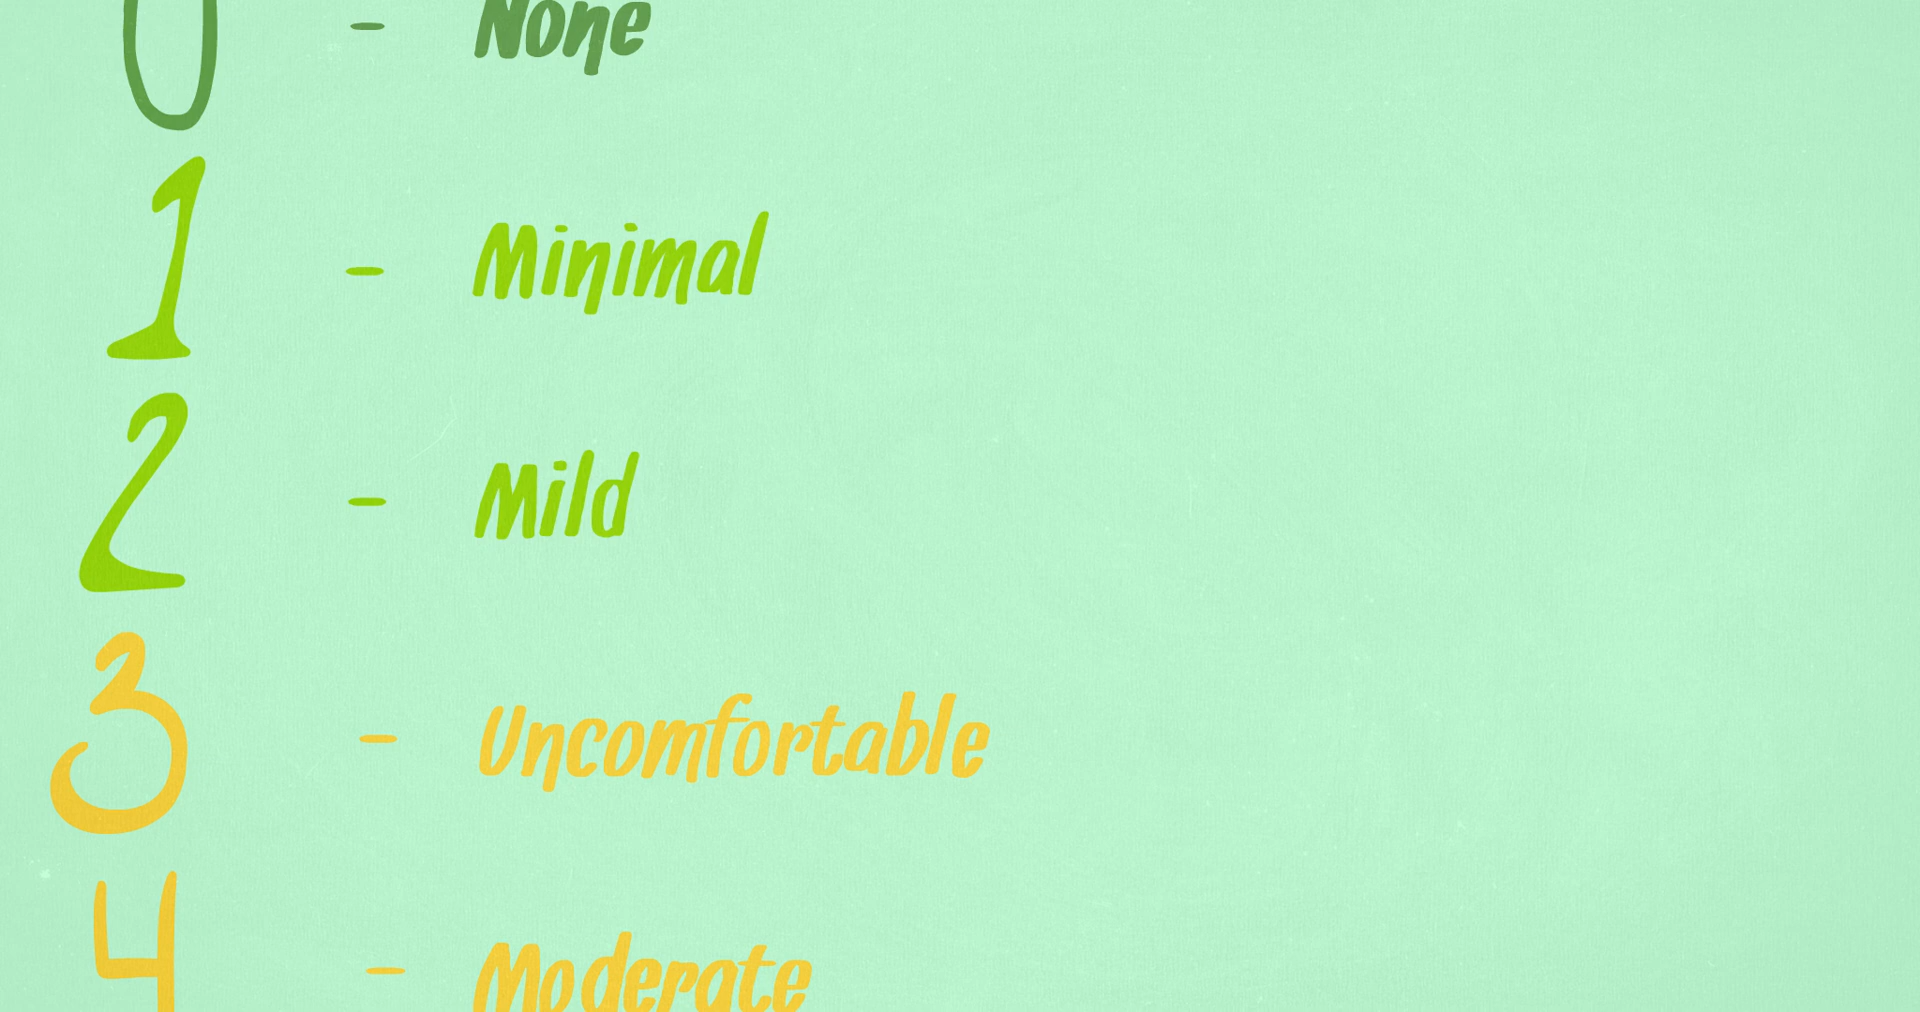 0 - None
1 - Minimal
2 - Mild
3 - Uncomfortable
4 - Moderate